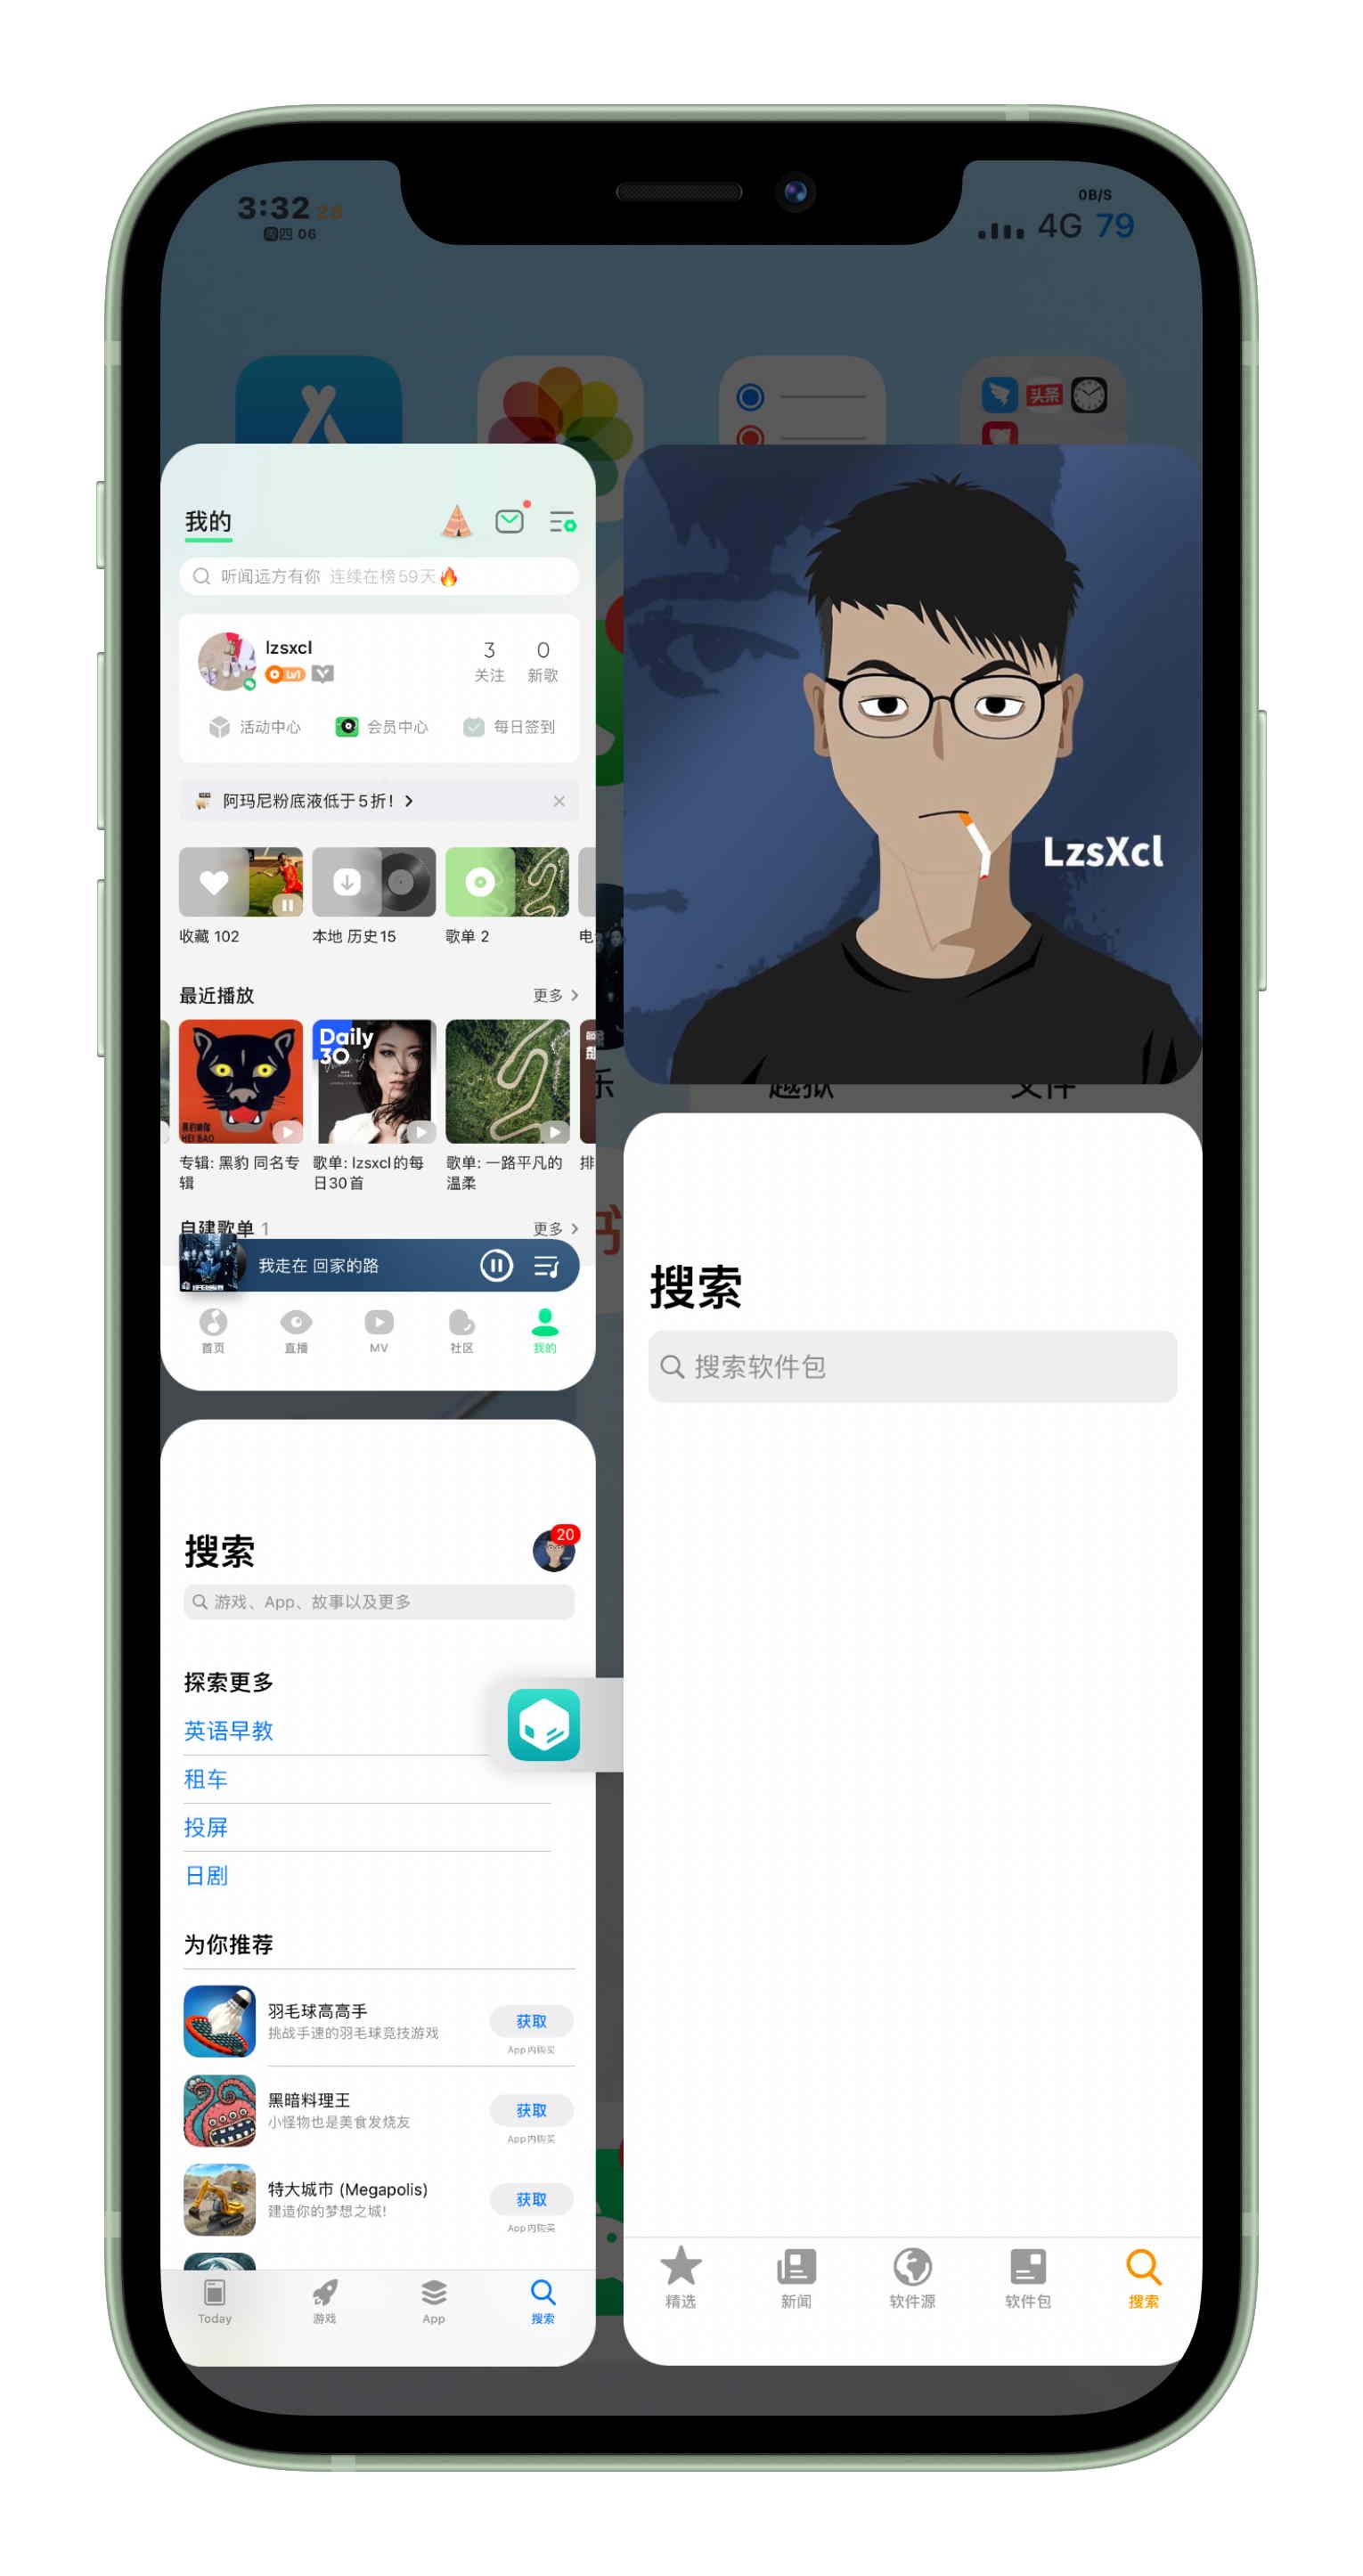 3:32 26
周四 06
0B/S
4G 79
头条
我的
听闻远方有你 连续在榜59天
lzsxcl
Lv1
3
关注
0
新歌
活动中心
会员中心
每日签到
阿玛尼粉底液低于5折!
收藏 102
本地 历史15
歌单 2
电
最近播放
更多
Daily
30
HEI BAO
专辑: 黑豹 同名专
辑
歌单: lzsxcl的每
日30首
歌单: 一路平凡的
温柔
排
自建歌单 1
更多
我走在 回家的路
首页
直播
MV
社区
我的
LzsXcl
乐
越狱
文件
书
搜索
20
游戏、App、故事以及更多
探索更多
英语早教
租车
投屏
日剧
为你推荐
羽毛球高高手
挑战手速的羽毛球竞技游戏
获取
App内购买
黑暗料理王
小怪物也是美食发烧友
获取
App内购买
特大城市 (Megapolis)
建造你的梦想之城!
获取
App内购买
Today
游戏
App
搜索
搜索
搜索软件包
精选
新闻
软件源
软件包
搜索